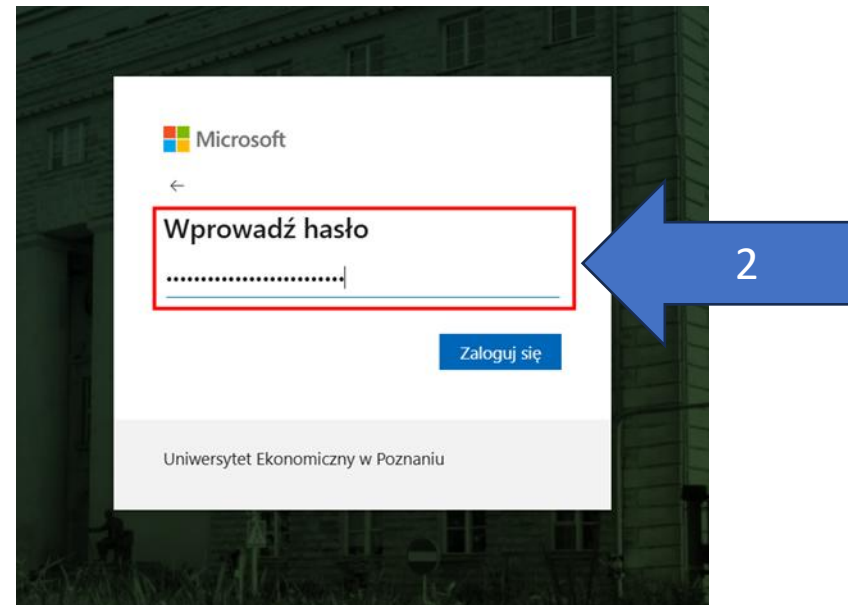 Microsoft
←
Wprowadź hasło
••••••••••••••••••••••••••
2
Zaloguj się
Uniwersytet Ekonomiczny w Poznaniu